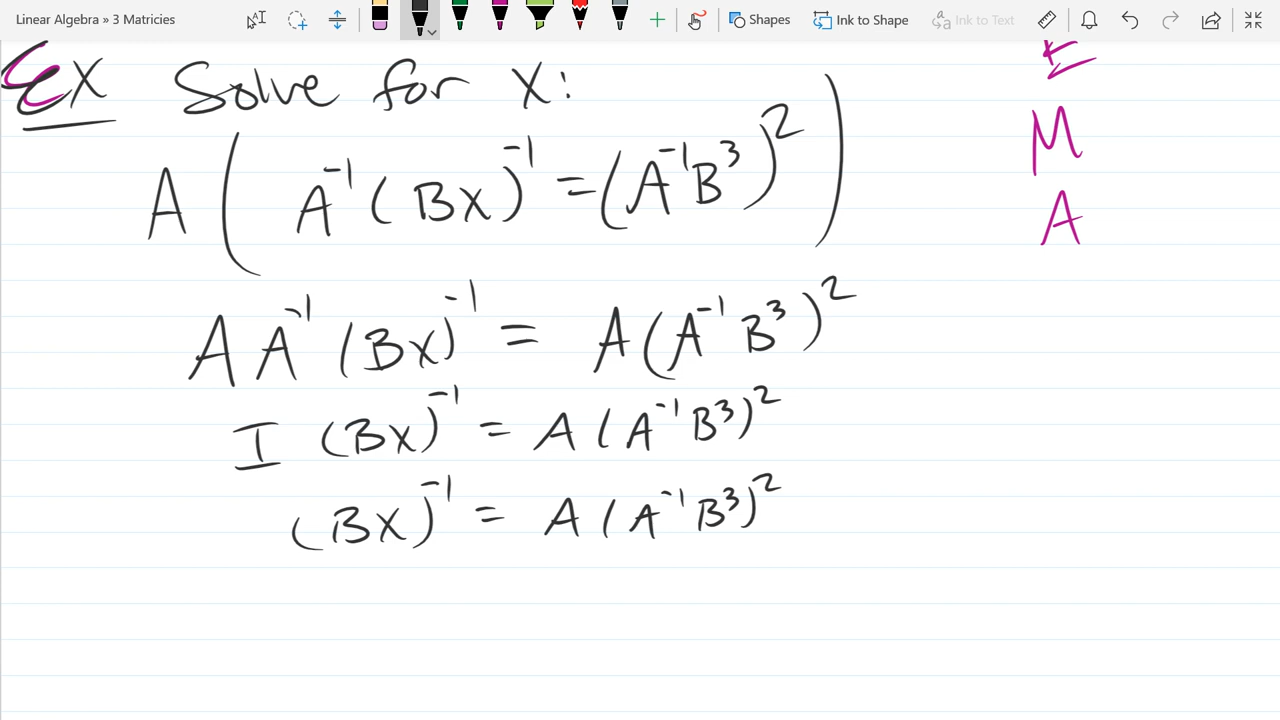 Linear Algebra » 3 Matricies
Shapes
Ink to Shape
Ink to Text
Ex Solve for X:
A ( A⁻¹ (BX)⁻¹ = (A⁻¹B³)² )
A A⁻¹ (BX)⁻¹ = A(A⁻¹B³)²
I (BX)⁻¹ = A(A⁻¹B³)²
(BX)⁻¹ = A(A⁻¹B³)²
E
M
A